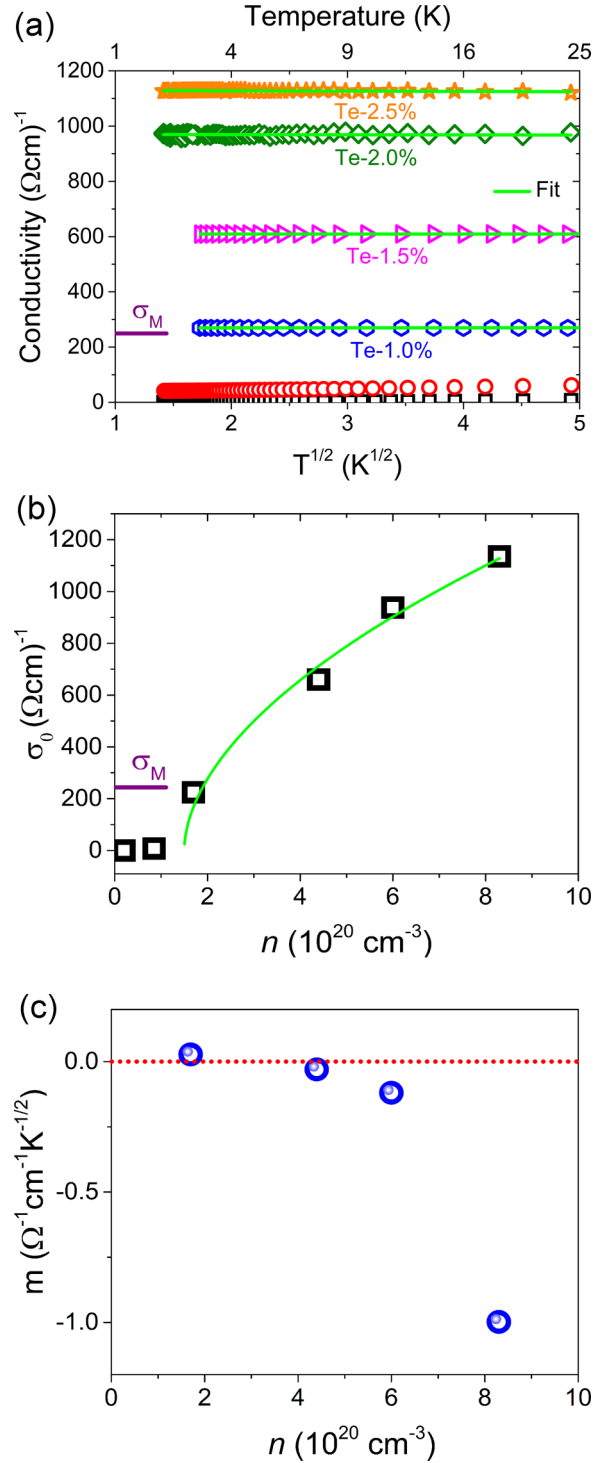 (a)
Temperature (K)
1 4 9 16 25
1200
1000
800
600
400
200
0
Conductivity (Ωcm)⁻¹
Te-2.5%
Te-2.0%
Fit
Te-1.5%
σM
Te-1.0%
1 2 3 4 5
T^1/2 (K^1/2)
(b)
1200
1000
800
600
400
200
0
σ₀ (Ωcm)⁻¹
σM
0 2 4 6 8 10
n (10²⁰ cm⁻³)
(c)
0.0
-0.5
-1.0
m (Ω⁻¹cm⁻¹K^-1/2)
0 2 4 6 8 10
n (10²⁰ cm⁻³)